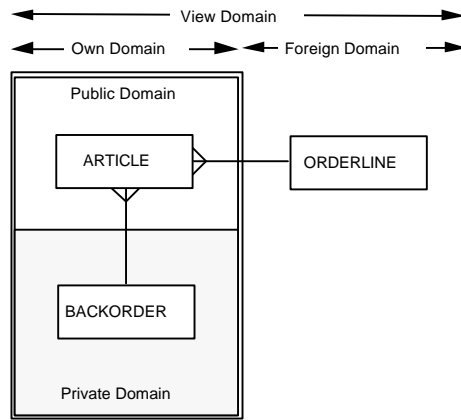 View Domain
Own Domain Foreign Domain
Public Domain
ARTICLE ORDERLINE
BACKORDER
Private Domain